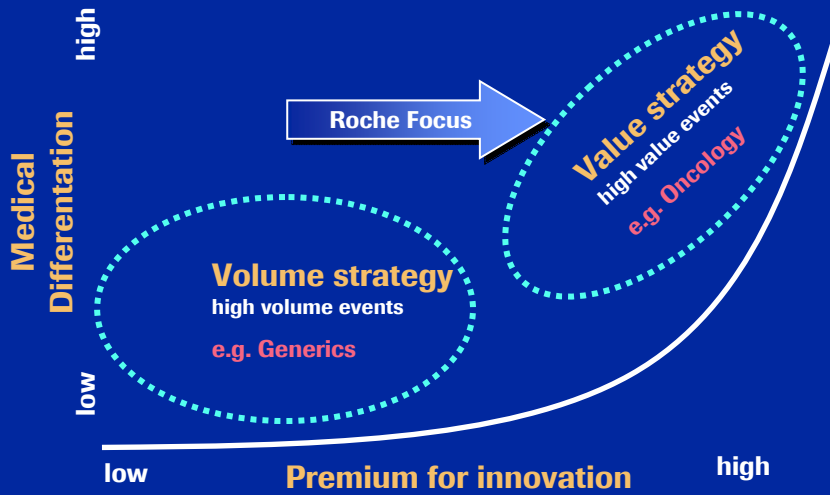 high
Medical
Differentation
low
Roche Focus
Value strategy
high value events
e.g. Oncology
Volume strategy
high volume events
e.g. Generics
low
Premium for innovation
high